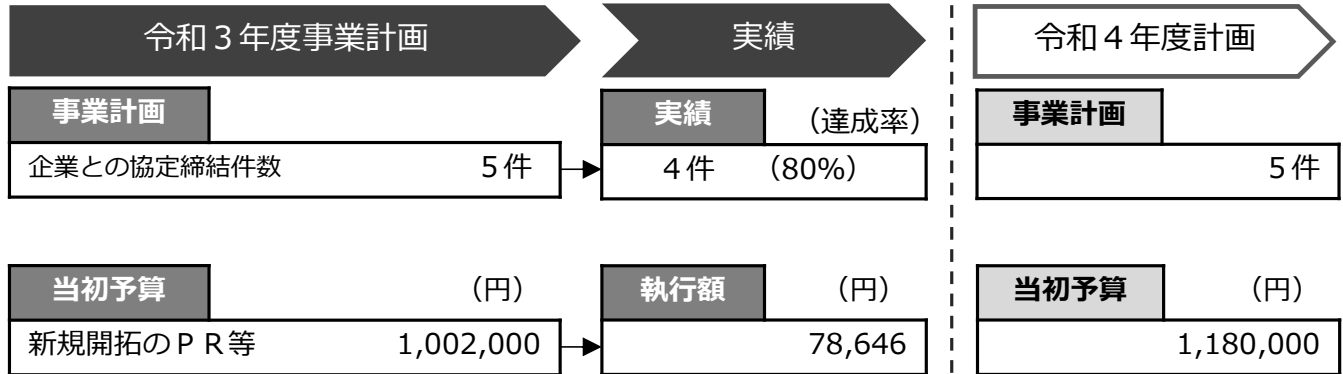 令和３年度事業計画 実績 令和４年度計画
事業計画 実績 （達成率） 事業計画
企業との協定締結件数 ５件 ４件 （80%） ５件
当初予算 （円） 執行額 （円） 当初予算 （円）
新規開拓のＰＲ等 1,002,000 78,646 1,180,000